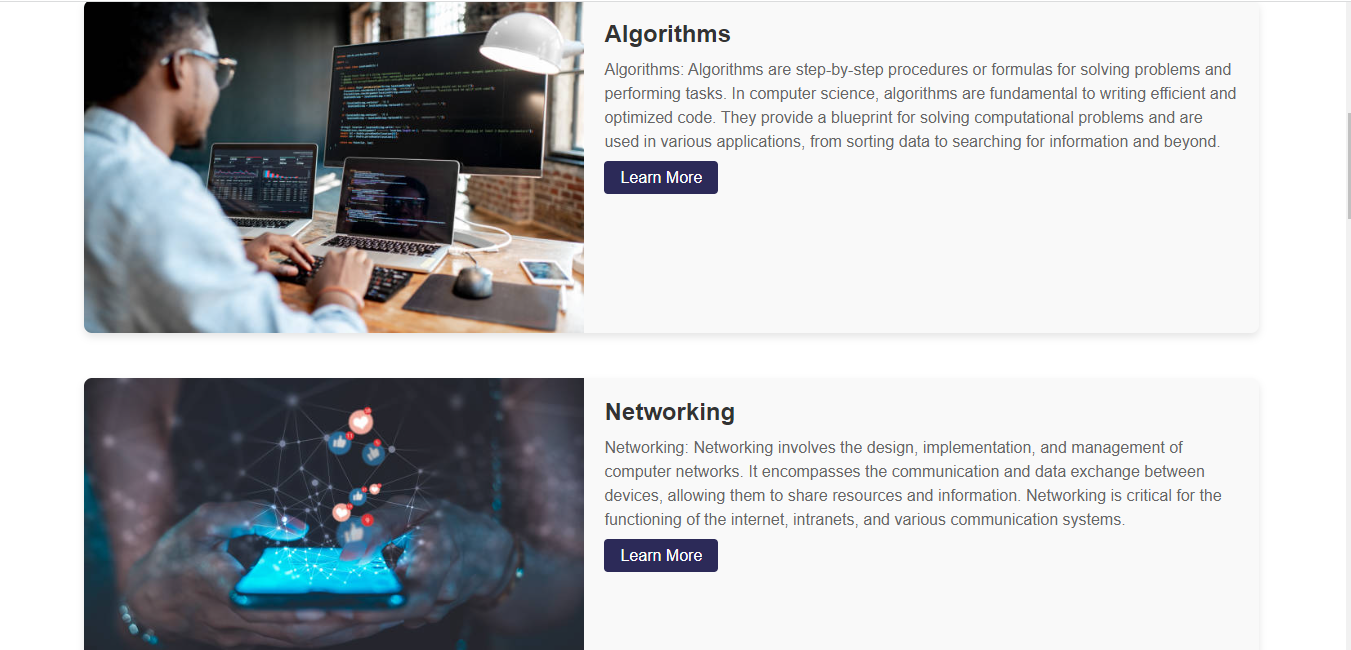 Algorithms
Algorithms: Algorithms are step-by-step procedures or formulas for solving problems and
performing tasks. In computer science, algorithms are fundamental to writing efficient and
optimized code. They provide a blueprint for solving computational problems and are
used in various applications, from sorting data to searching for information and beyond.
Learn More
Networking
Networking: Networking involves the design, implementation, and management of
computer networks. It encompasses the communication and data exchange between
devices, allowing them to share resources and information. Networking is critical for the
functioning of the internet, intranets, and various communication systems.
Learn More